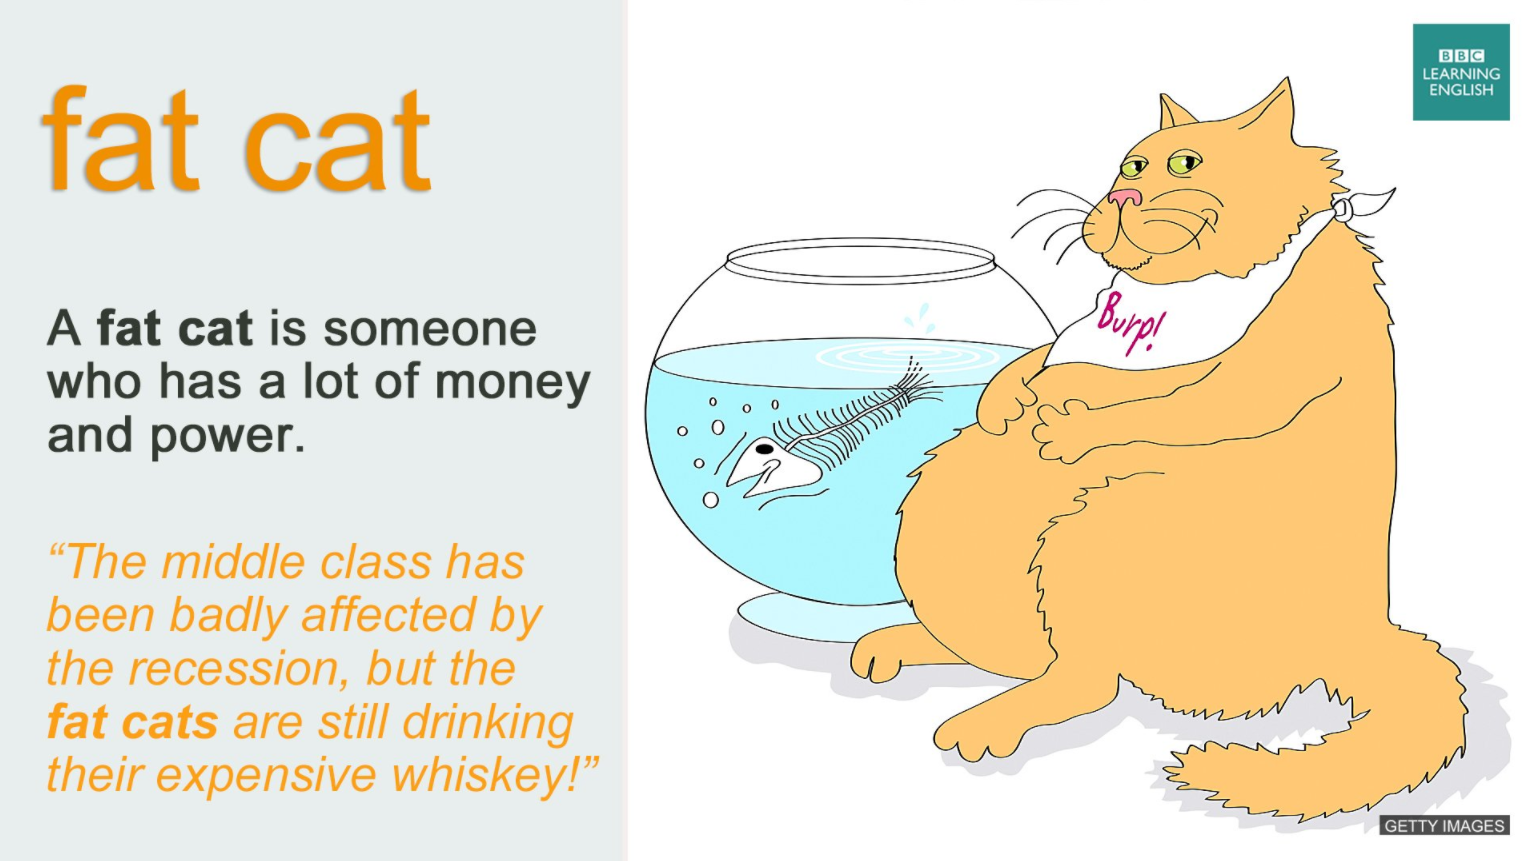 fat cat
A fat cat is someone
who has a lot of money
and power.
“The middle class has
been badly affected by
the recession, but the
fat cats are still drinking
their expensive whiskey!”
Burp!
BBC
LEARNING
ENGLISH
GETTY IMAGES